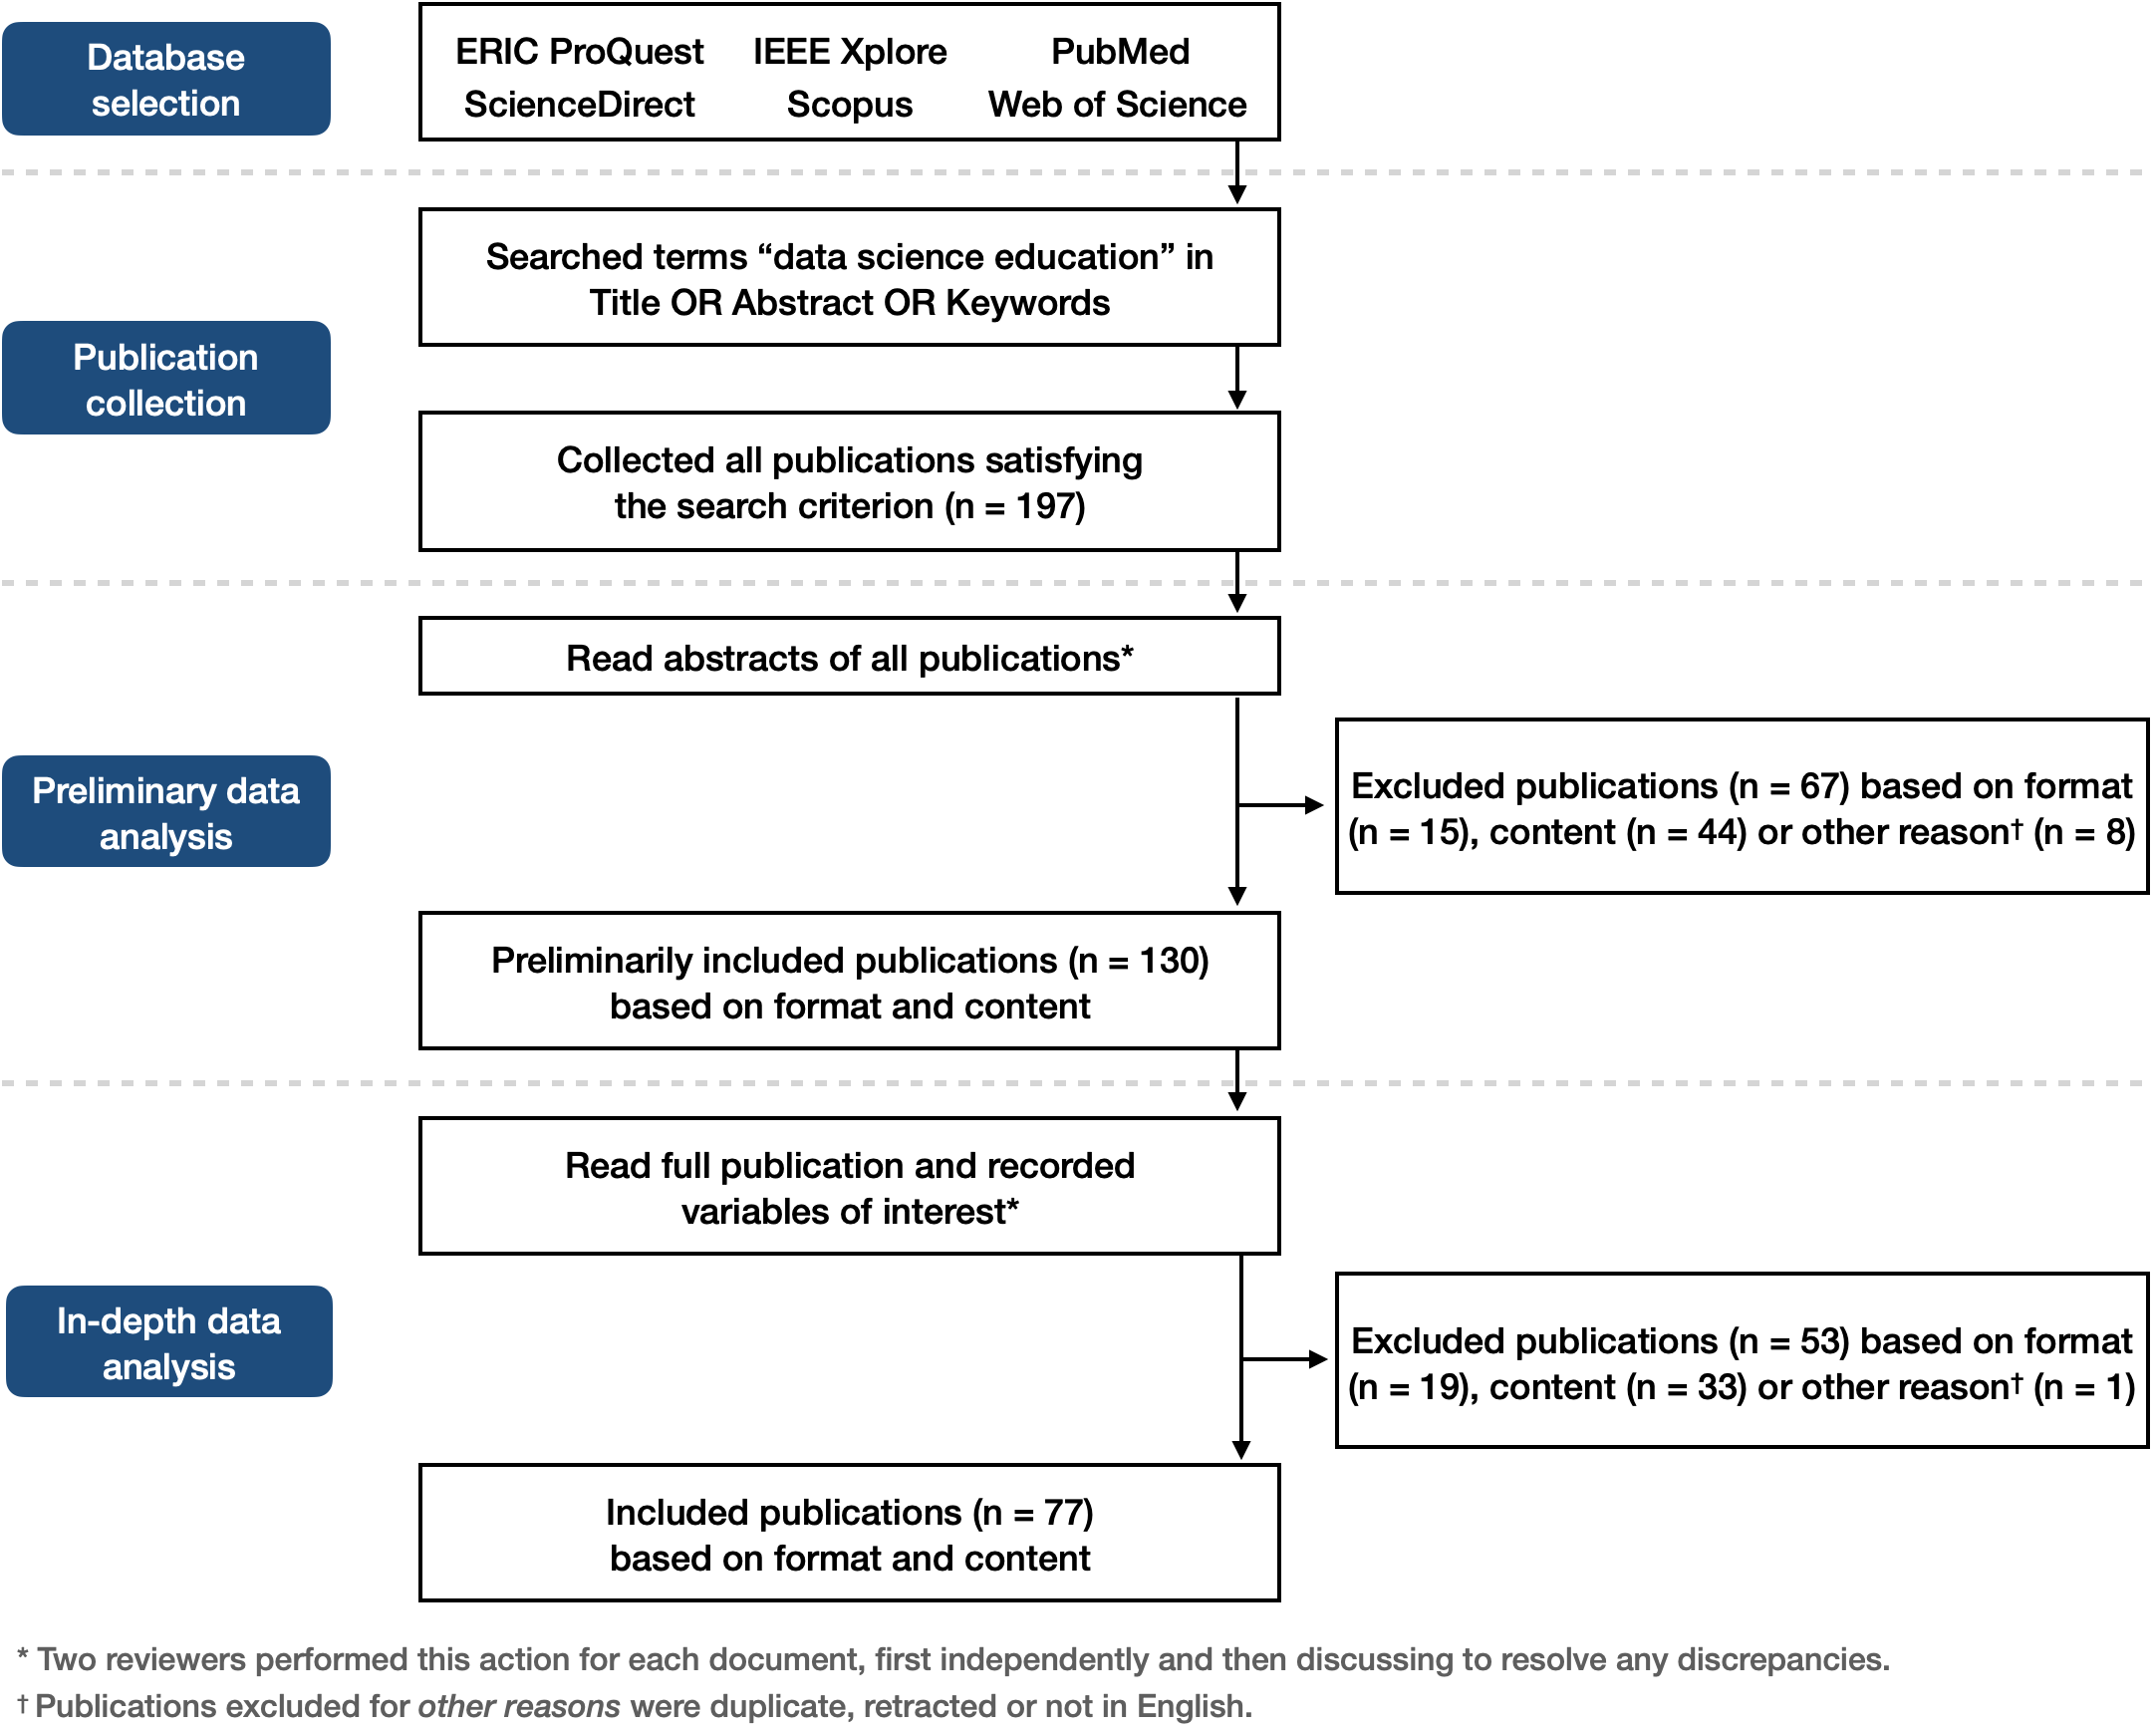 Database
selection
ERIC ProQuest IEEE Xplore PubMed
ScienceDirect Scopus Web of Science
Publication
collection
Searched terms “data science education” in
Title OR Abstract OR Keywords
Collected all publications satisfying
the search criterion (n = 197)
Preliminary data
analysis
Read abstracts of all publications*
Excluded publications (n = 67) based on format
(n = 15), content (n = 44) or other reason† (n = 8)
Preliminarily included publications (n = 130)
based on format and content
In-depth data
analysis
Read full publication and recorded
variables of interest*
Excluded publications (n = 53) based on format
(n = 19), content (n = 33) or other reason† (n = 1)
Included publications (n = 77)
based on format and content
* Two reviewers performed this action for each document, first independently and then discussing to resolve any discrepancies.
† Publications excluded for other reasons were duplicate, retracted or not in English.